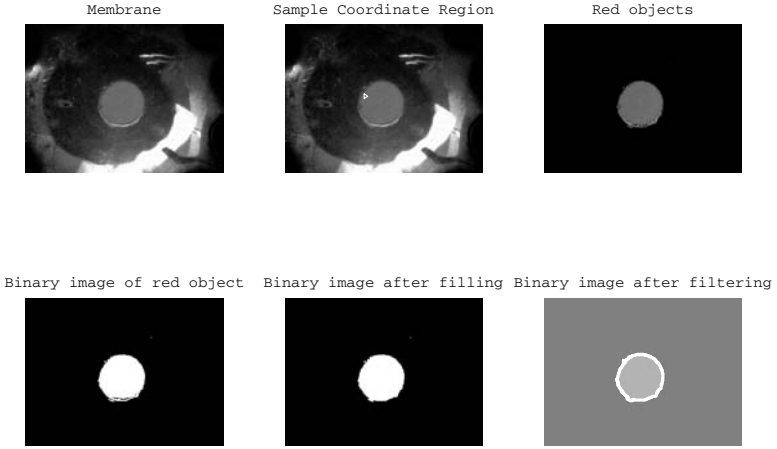 Membrane
Sample Coordinate Region
Red objects
Binary image of red object
Binary image after filling
Binary image after filtering